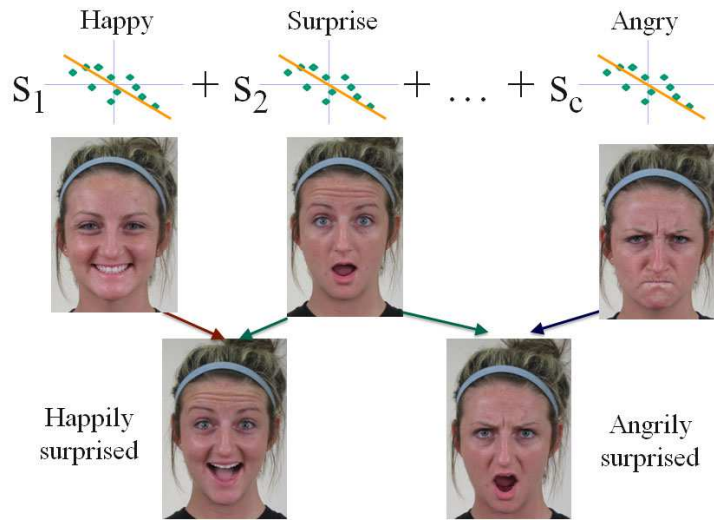 Happy Surprise Angry
S1 + S2 + ... + Sc
Happily
surprised
Angrily
surprised